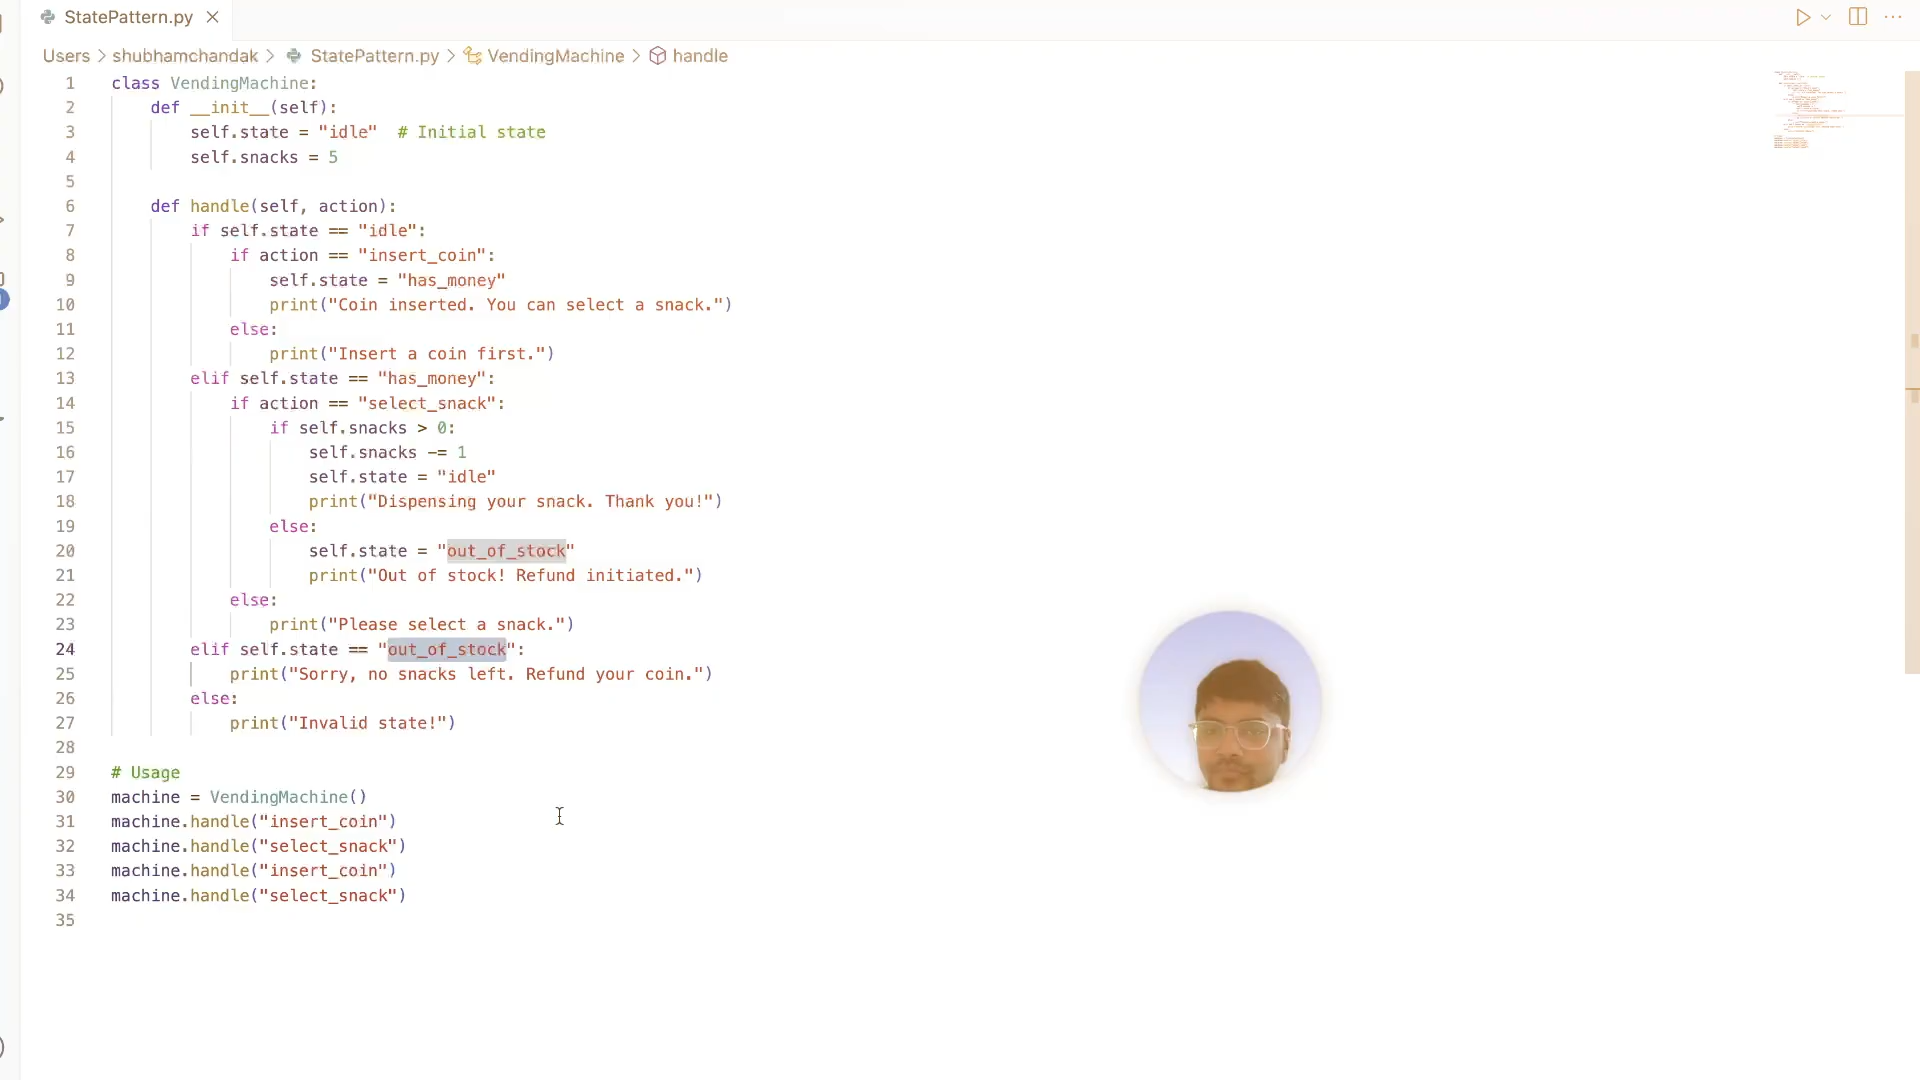 StatePattern.py
Users > shubhamchandak > StatePattern.py > VendingMachine > handle
1 class VendingMachine:
2     def __init__(self):
3         self.state = "idle"  # Initial state
4         self.snacks = 5
5
6     def handle(self, action):
7         if self.state == "idle":
8             if action == "insert_coin":
9                 self.state = "has_money"
10                 print("Coin inserted. You can select a snack.")
11             else:
12                 print("Insert a coin first.")
13         elif self.state == "has_money":
14             if action == "select_snack":
15                 if self.snacks > 0:
16                     self.snacks -= 1
17                     self.state = "idle"
18                     print("Dispensing your snack. Thank you!")
19                 else:
20                     self.state = "out_of_stock"
21                     print("Out of stock! Refund initiated.")
22             else:
23                 print("Please select a snack.")
24         elif self.state == "out_of_stock":
25             print("Sorry, no snacks left. Refund your coin.")
26         else:
27             print("Invalid state!")
28
29 # Usage
30 machine = VendingMachine()
31 machine.handle("insert_coin")
32 machine.handle("select_snack")
33 machine.handle("insert_coin")
34 machine.handle("select_snack")
35